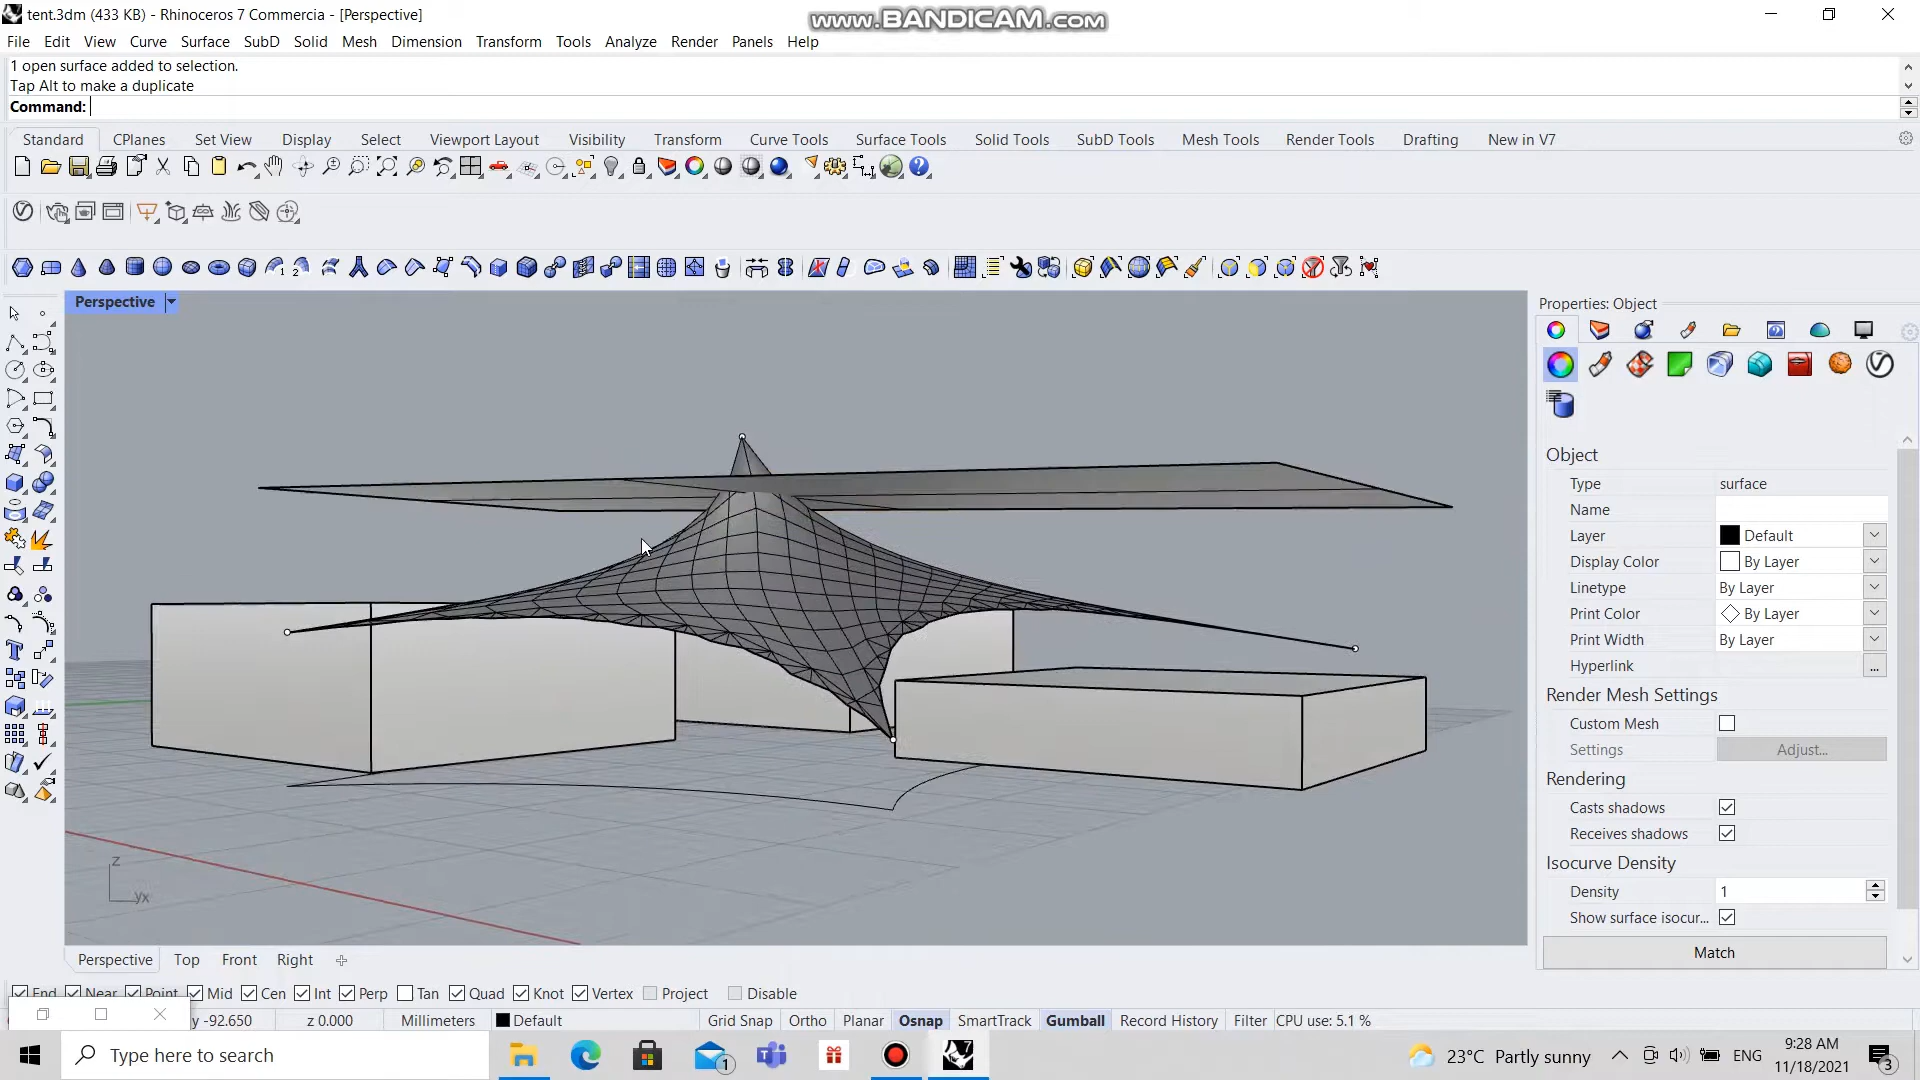 tent.3dm (433 KB) - Rhinoceros 7 Commercia - [Perspective]
www.BANDICAM.com
File Edit View Curve Surface SubD Solid Mesh Dimension Transform Tools Analyze Render Panels Help
1 open surface added to selection.
Tap Alt to make a duplicate
Command:
Standard CPlanes Set View Display Select Viewport Layout Visibility Transform Curve Tools Surface Tools Solid Tools SubD Tools Mesh Tools Render Tools Drafting New in V7
Perspective
Properties: Object
Object
Type surface
Name
Layer Default
Display Color By Layer
Linetype By Layer
Print Color By Layer
Print Width By Layer
Hyperlink ...
Render Mesh Settings
Custom Mesh
Settings Adjust...
Rendering
Casts shadows
Receives shadows
Isocurve Density
Density 1
Show surface isocur...
Match
z
yx
Perspective Top Front Right
End Near Point Mid Cen Int Perp Tan Quad Knot Vertex Project Disable
y -92.650 z 0.000 Millimeters Default Grid Snap Ortho Planar Osnap SmartTrack Gumball Record History Filter CPU use: 5.1 %
Type here to search
1
7
23°C Partly sunny
ENG
9:28 AM
11/18/2021
3